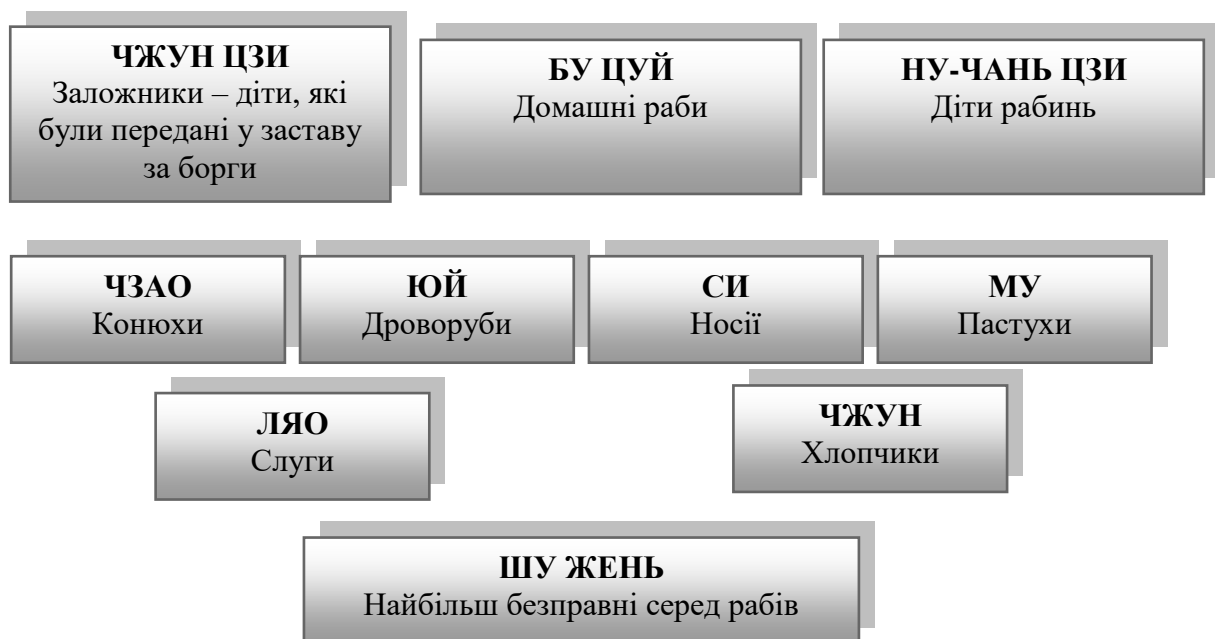 ЧЖУН ЦЗИ
Заложники – діти, які
були передані у заставу
за борги
БУ ЦУЙ
Домашні раби
НУ-ЧАНЬ ЦЗИ
Діти рабинь
ЧЗАО
Конюхи
ЮЙ
Дроворуби
СИ
Носії
МУ
Пастухи
ЛЯО
Слуги
ЧЖУН
Хлопчики
ШУ ЖЕНЬ
Найбільш безправні серед рабів